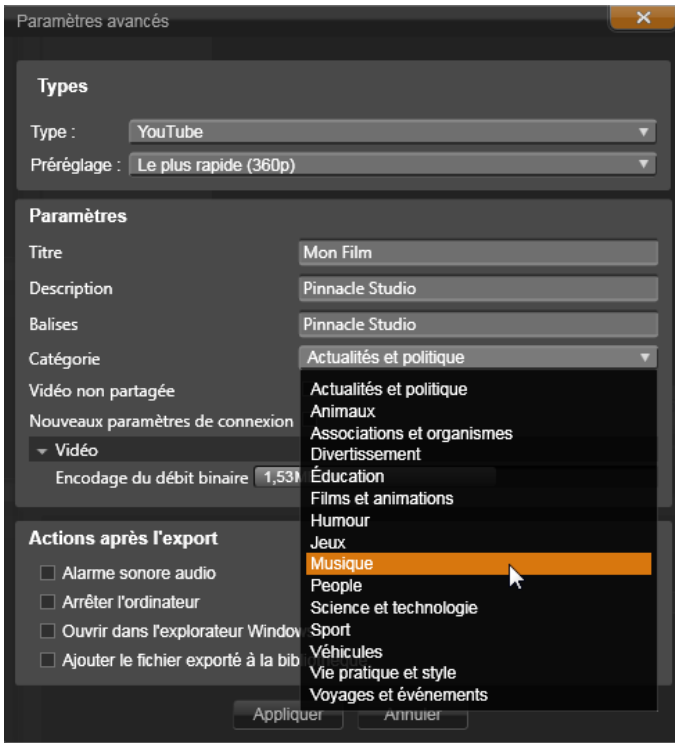 Paramètres avancés
Types
Type : YouTube
Préréglage : Le plus rapide (360p)
Paramètres
Titre Mon Film
Description Pinnacle Studio
Balises Pinnacle Studio
Catégorie Actualités et politique
Vidéo non partagée
Nouveaux paramètres de connexion
Vidéo
Encodage du débit binaire 1,53M
Actualités et politique
Animaux
Associations et organismes
Divertissement
Éducation
Films et animations
Humour
Jeux
Musique
People
Science et technologie
Sport
Véhicules
Vie pratique et style
Voyages et événements
Actions après l'export
Alarme sonore audio
Arrêter l'ordinateur
Ouvrir dans l'explorateur Windows
Ajouter le fichier exporté à la bibliothèque
Appliquer Annuler